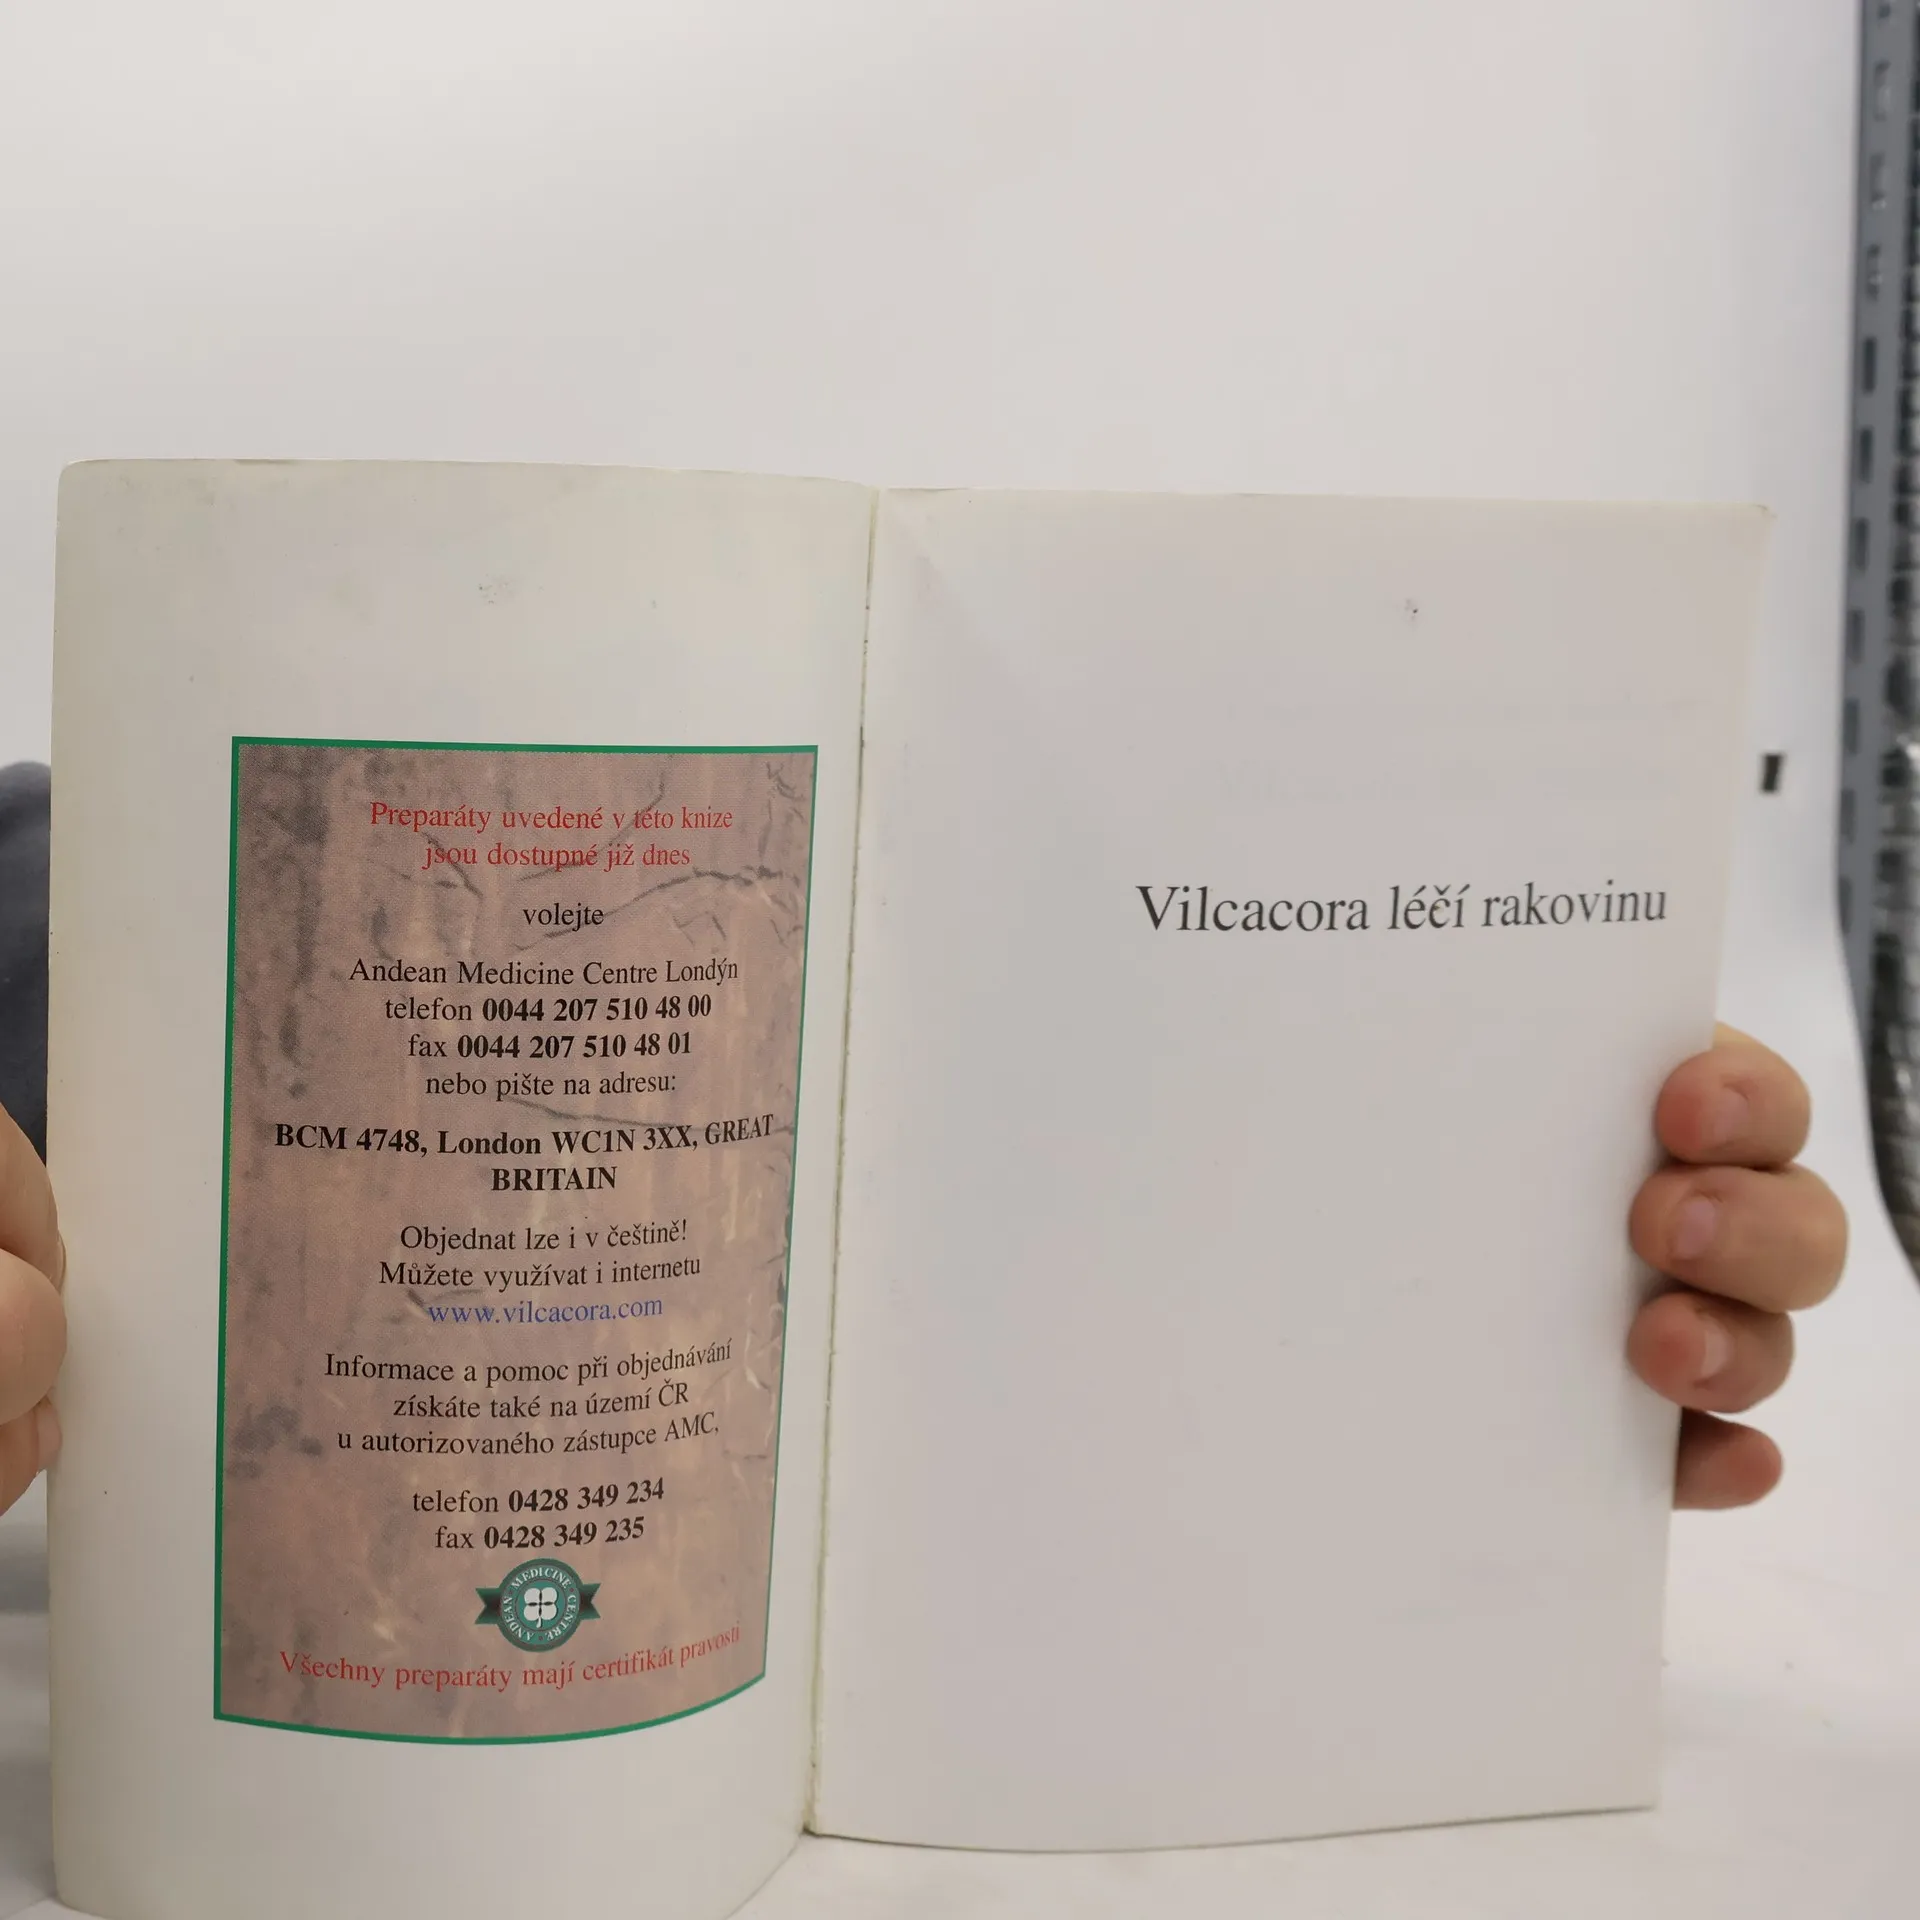 Preparáty uvedené v této knize
jsou dostupné již dnes
volejte
Andean Medicine Centre Londýn
telefon 0044 207 510 48 00
fax 0044 207 510 48 01
nebo pište na adresu:
BCM 4748, London WC1N 3XX, GREAT
BRITAIN
Objednat lze i v češtině!
Můžete využívat i internetu
www.vilcacora.com
Informace a pomoc při objednávání
získáte také na území ČR
u autorizovaného zástupce AMC,
telefon 0428 349 234
fax 0428 349 235
ANDEAN MEDICINE CENTRE
Všechny preparáty mají certifikát pravosti
Vilcacora léčí rakovinu